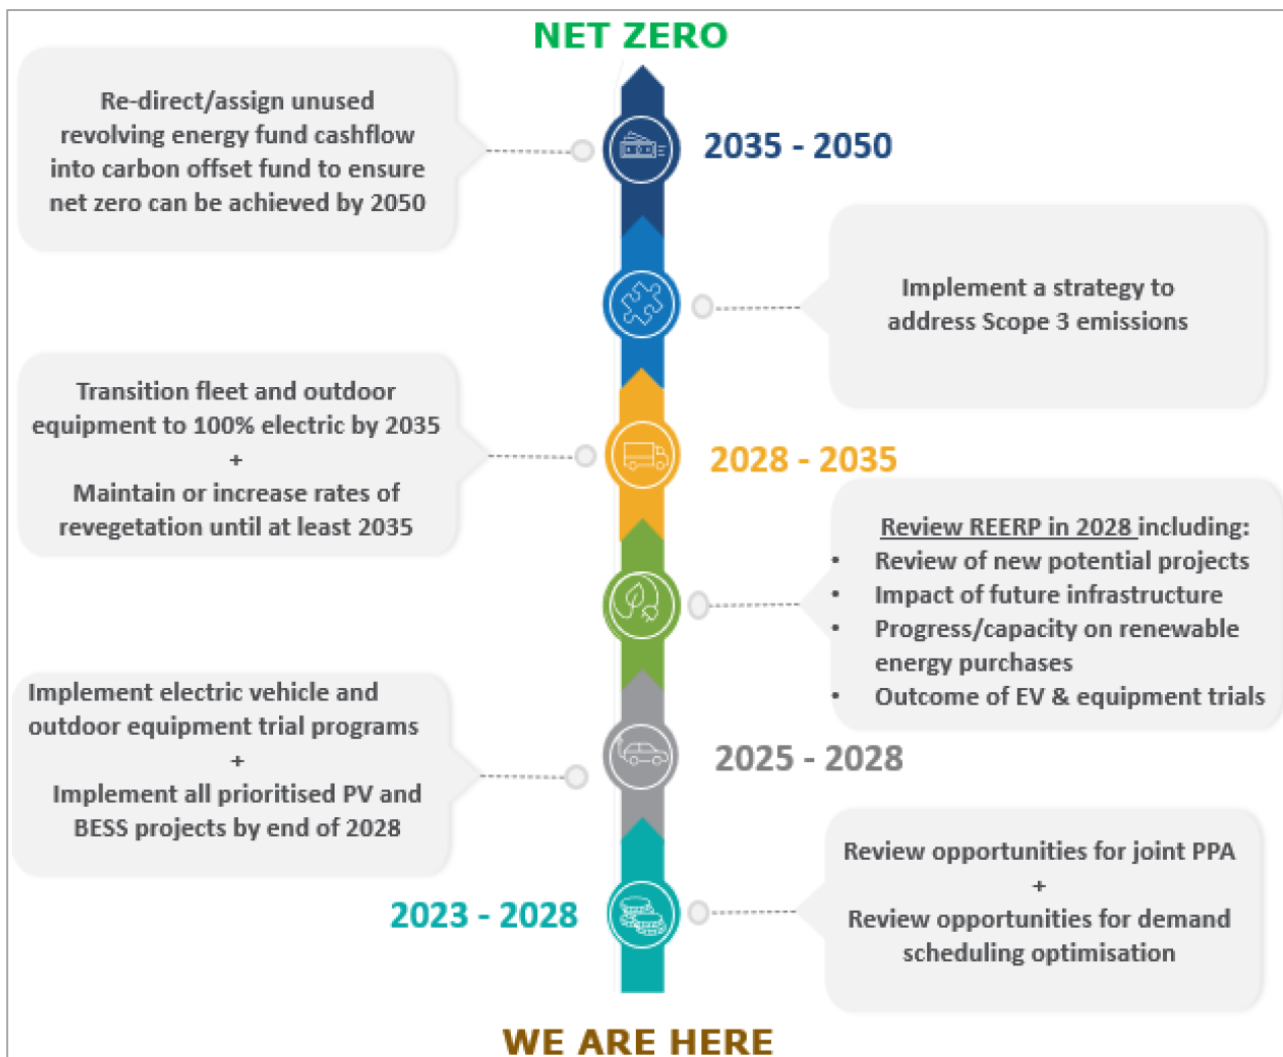 NET ZERO
Re-direct/assign unused
revolving energy fund cashflow
into carbon offset fund to ensure
net zero can be achieved by 2050
2035 - 2050
Implement a strategy to
address Scope 3 emissions
Transition fleet and outdoor
equipment to 100% electric by 2035
+
Maintain or increase rates of
revegetation until at least 2035
2028 - 2035
Review REERP in 2028 including:
• Review of new potential projects
• Impact of future infrastructure
• Progress/capacity on renewable
energy purchases
• Outcome of EV & equipment trials
Implement electric vehicle and
outdoor equipment trial programs
+
Implement all prioritised PV and
BESS projects by end of 2028
2025 - 2028
Review opportunities for joint PPA
+
Review opportunities for demand
scheduling optimisation
2023 - 2028
WE ARE HERE